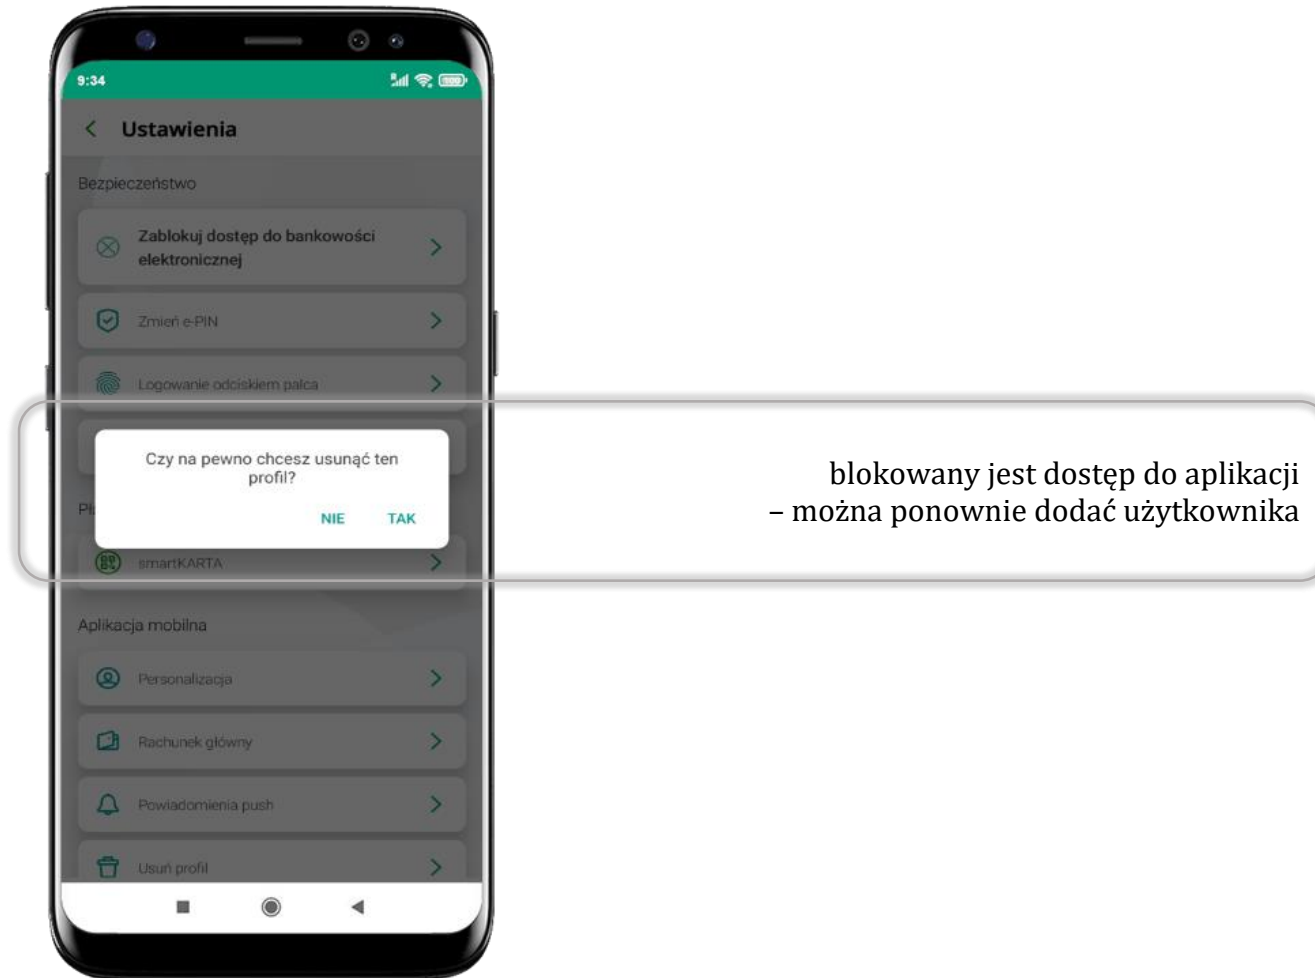 9:34
Ustawienia
Bezpieczeństwo
Zablokuj dostęp do bankowości
elektronicznej
Zmień e-PIN
Logowanie odciskiem palca
Czy na pewno chcesz usunąć ten
profil?
NIE TAK
smartKARTA
Aplikacja mobilna
Personalizacja
Rachunek główny
Powiadomienia push
Usuń profil
blokowany jest dostęp do aplikacji
– można ponownie dodać użytkownika